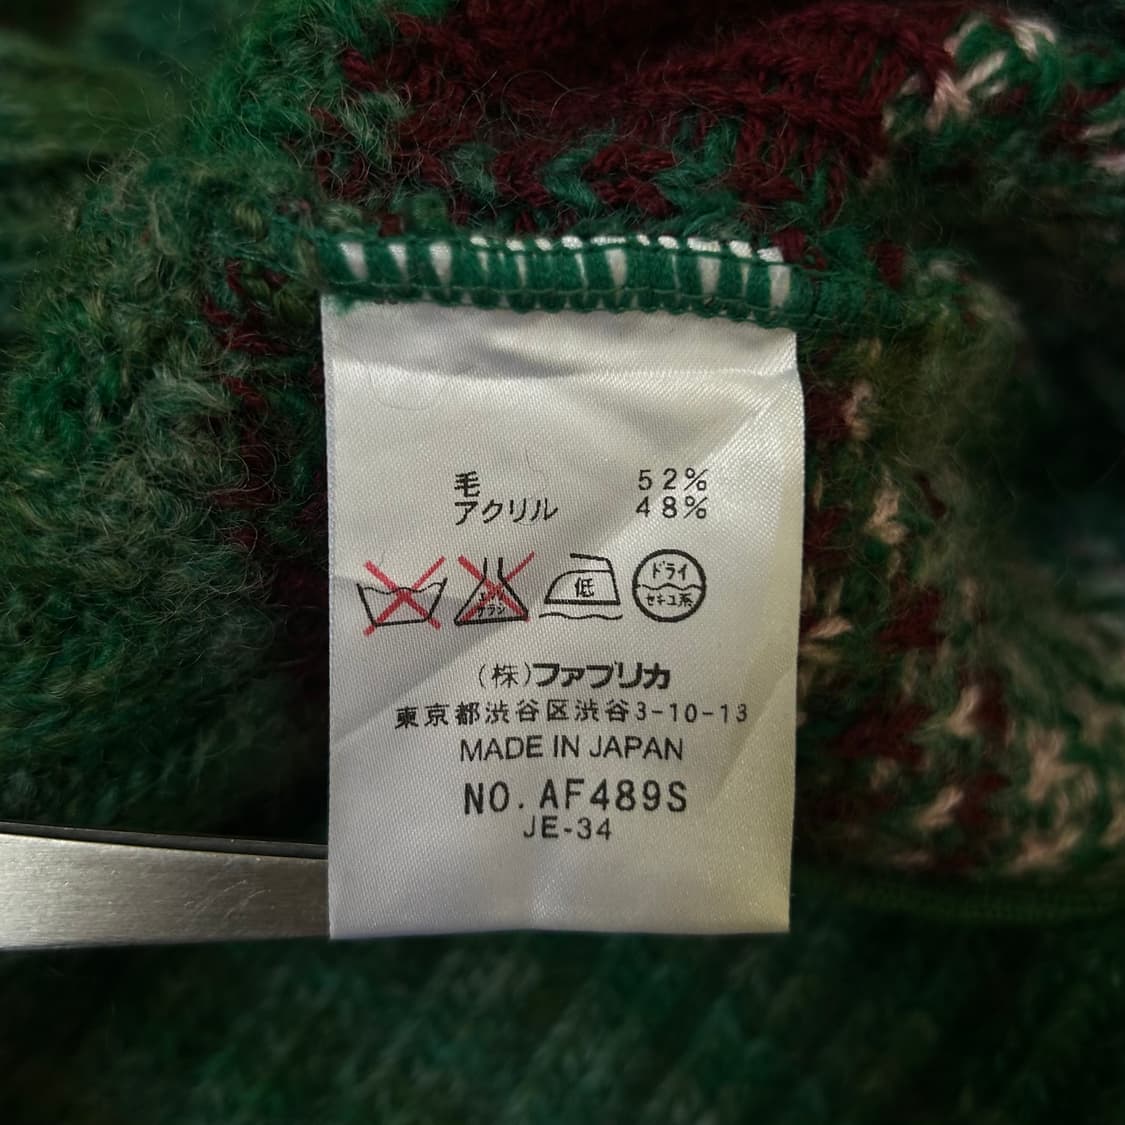 毛 52%
アクリル 48%
低
ドライ
セキユ系
(株)ファブリカ
東京都渋谷区渋谷3-10-13
MADE IN JAPAN
NO. AF489S
JE-34